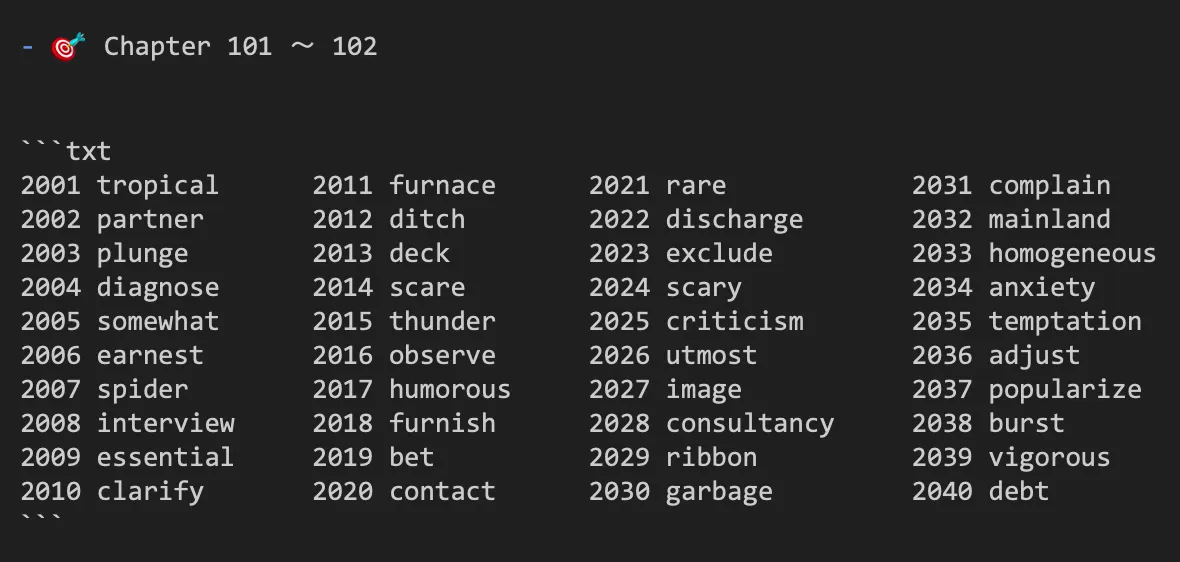 - 🎯 Chapter 101 ～ 102
```txt
2001 tropical      2011 furnace      2021 rare             2031 complain
2002 partner       2012 ditch        2022 discharge        2032 mainland
2003 plunge        2013 deck         2023 exclude          2033 homogeneous
2004 diagnose      2014 scare        2024 scary            2034 anxiety
2005 somewhat      2015 thunder      2025 criticism        2035 temptation
2006 earnest       2016 observe      2026 utmost           2036 adjust
2007 spider        2017 humorous     2027 image            2037 popularize
2008 interview     2018 furnish      2028 consultancy      2038 burst
2009 essential     2019 bet          2029 ribbon           2039 vigorous
2010 clarify       2020 contact      2030 garbage          2040 debt
```